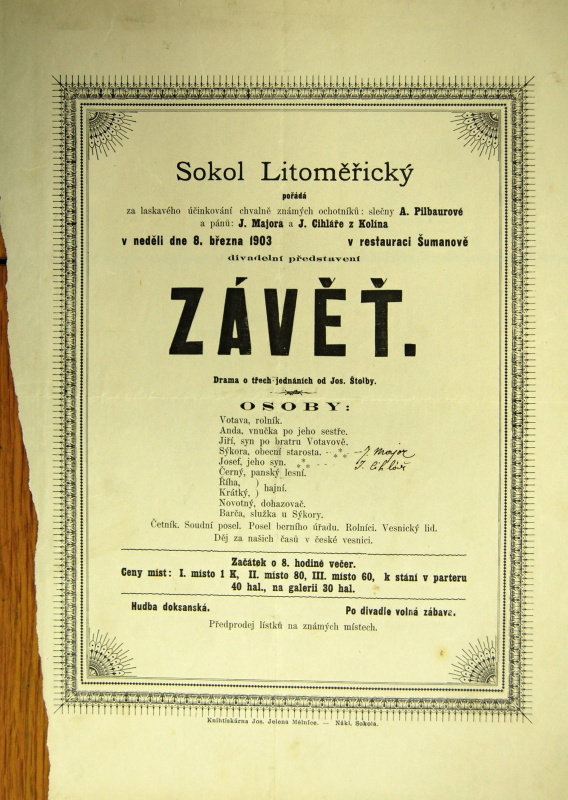 Sokol Litoměřický
pořádá
za laskavého účinkování chvalně známých ochotníků: slečny A. Pilbaurové
a pánů: J. Majora a J. Cihláře z Kolína
v neděli dne 8. března 1903 v restauraci Šumanově
divadelní představení
ZÁVĚŤ.
Drama o třech jednáních od Jos. Štolby.
OSOBY:
Votava, rolník.
Anda, vnučka po jeho sestře.
Jiří, syn po bratru Votavově.
Sýkora, obecní starosta. J. Major
Josef, jeho syn. J. Cihlář
Černý, panský lesní.
Říha, )
Krátký, ) hajní.
Novotný, dohazovač.
Barča, služka u Sýkory.
Četník. Soudní posel. Posel berního úřadu. Rolníci. Vesnický lid.
Děj za našich časů v české vesnici.
Začátek o 8. hodině večer.
Ceny míst: I. místo 1 K, II. místo 80, III. místo 60, k stání v parteru
40 hal., na galerii 30 hal.
Hudba doksanská. Po divadle volná zábava.
Předprodej lístků na známých místech.
Knihtiskárna Jos. Jelena Mělnice. — Nákl. Sokola.